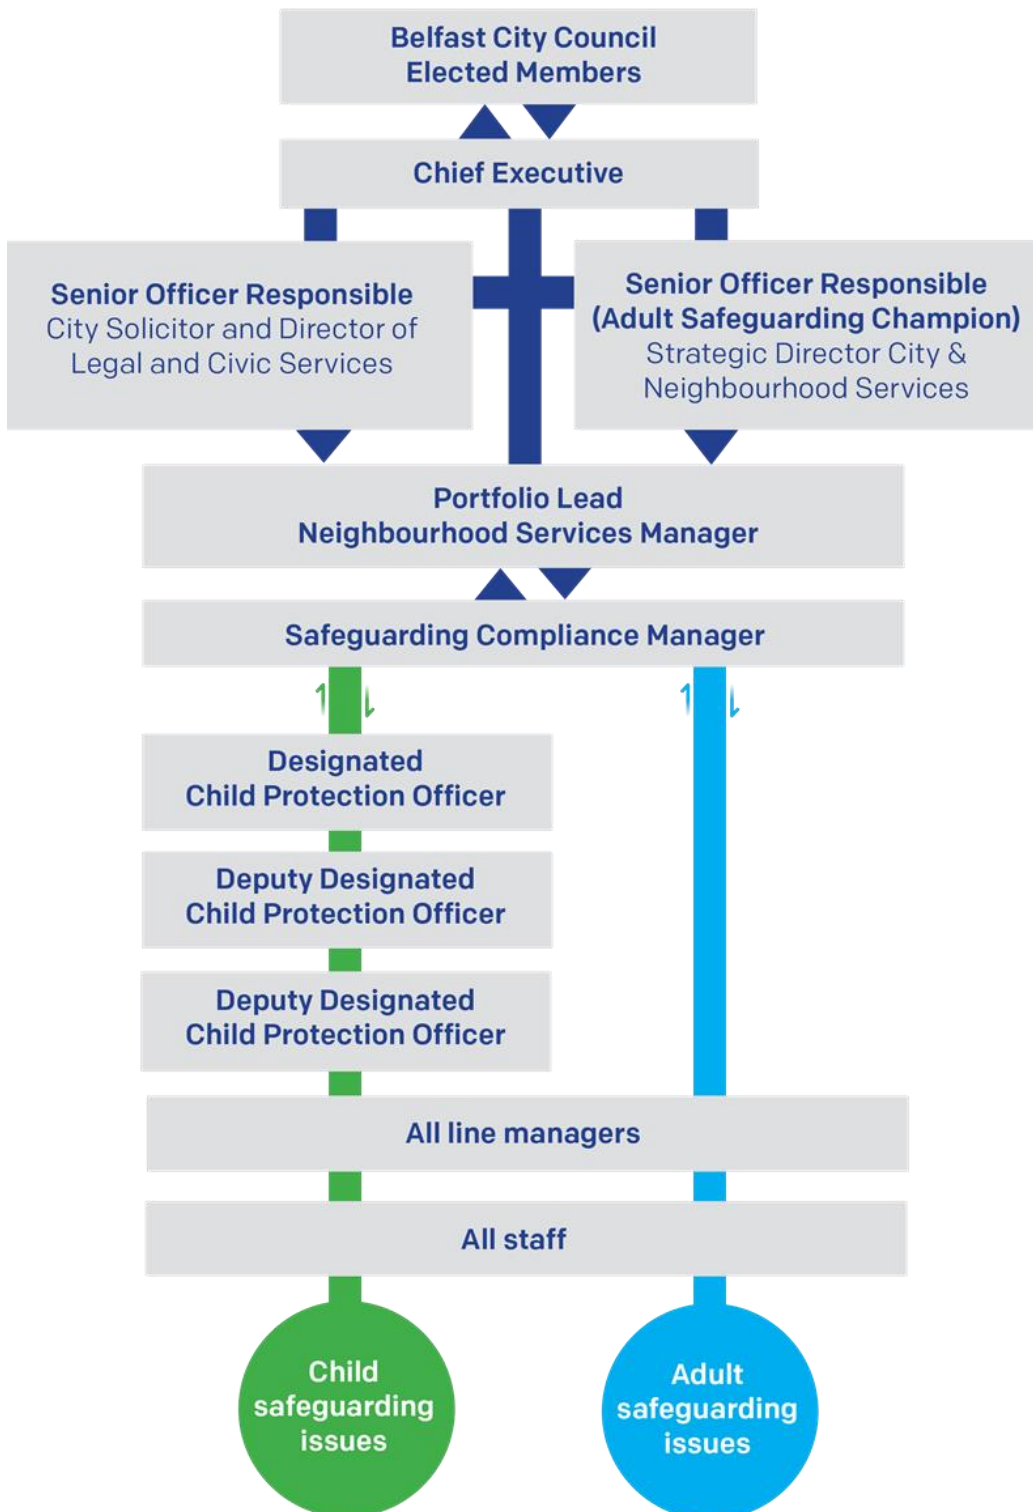 Belfast City Council
Elected Members
Chief Executive
Senior Officer Responsible
City Solicitor and Director of
Legal and Civic Services
Senior Officer Responsible
(Adult Safeguarding Champion)
Strategic Director City &
Neighbourhood Services
Portfolio Lead
Neighbourhood Services Manager
Safeguarding Compliance Manager
Designated
Child Protection Officer
Deputy Designated
Child Protection Officer
Deputy Designated
Child Protection Officer
All line managers
All staff
Child
safeguarding
issues
Adult
safeguarding
issues